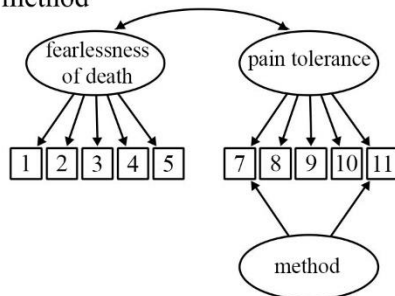 method
fearlessness
of death
pain tolerance
1 2 3 4 5
7 8 9 10 11
method